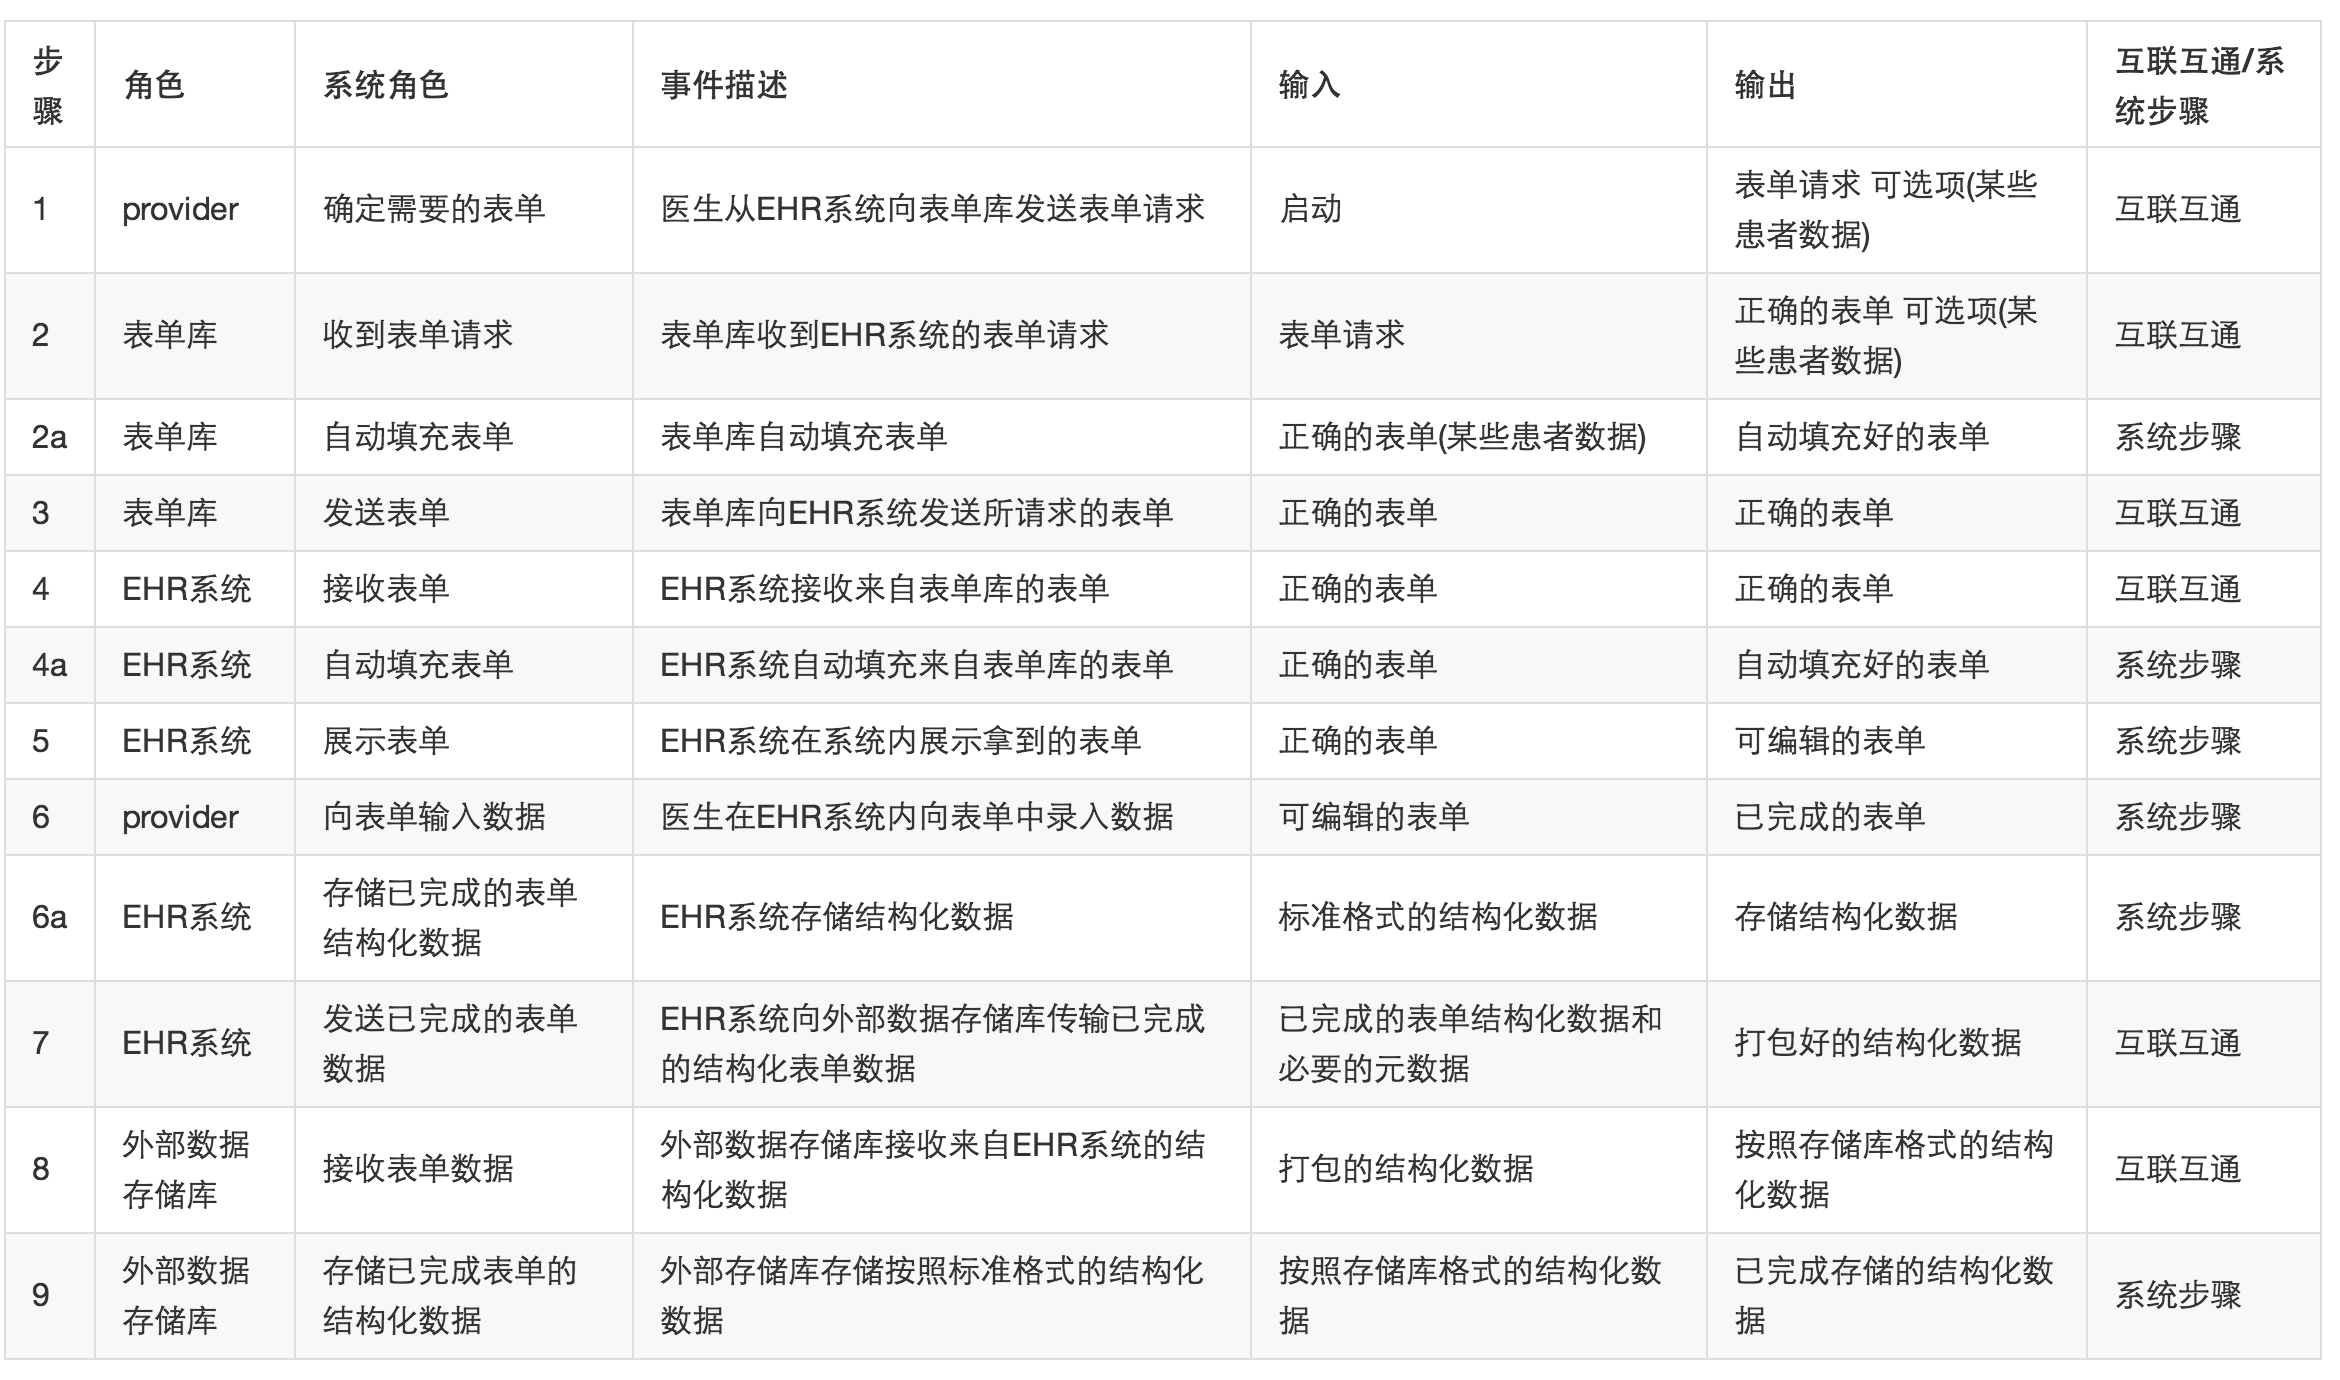 步骤 角色 系统角色 事件描述 输入 输出 互联互通/系统步骤
1 provider 确定需要的表单 医生从EHR系统向表单库发送表单请求 启动 表单请求 可选项(某些患者数据) 互联互通
2 表单库 收到表单请求 表单库收到EHR系统的表单请求 表单请求 正确的表单 可选项(某些患者数据) 互联互通
2a 表单库 自动填充表单 表单库自动填充表单 正确的表单(某些患者数据) 自动填充好的表单 系统步骤
3 表单库 发送表单 表单库向EHR系统发送所请求的表单 正确的表单 正确的表单 互联互通
4 EHR系统 接收表单 EHR系统接收来自表单库的表单 正确的表单 正确的表单 互联互通
4a EHR系统 自动填充表单 EHR系统自动填充来自表单库的表单 正确的表单 自动填充好的表单 系统步骤
5 EHR系统 展示表单 EHR系统在系统内展示拿到的表单 正确的表单 可编辑的表单 系统步骤
6 provider 向表单输入数据 医生在EHR系统内向表单中录入数据 可编辑的表单 已完成的表单 系统步骤
6a EHR系统 存储已完成的表单结构化数据 EHR系统存储结构化数据 标准格式的结构化数据 存储结构化数据 系统步骤
7 EHR系统 发送已完成的表单数据 EHR系统向外部数据存储库传输已完成的结构化表单数据 已完成的表单结构化数据和必要的元数据 打包好的结构化数据 互联互通
8 外部数据存储库 接收表单数据 外部数据存储库接收来自EHR系统的结构化数据 打包的结构化数据 按照存储库格式的结构化数据 互联互通
9 外部数据存储库 存储已完成表单的结构化数据 外部存储库存储按照标准格式的结构化数据 按照存储库格式的结构化数据 已完成存储的结构化数据 系统步骤